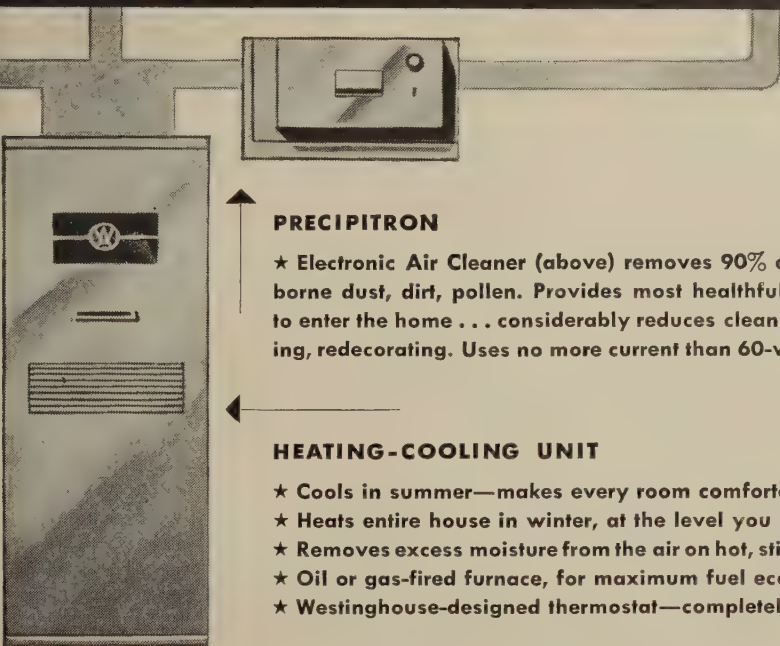 PRECIPITRON
★ Electronic Air Cleaner (above) removes 90%
borne dust, dirt, pollen. Provides most healthful
to enter the home . . . considerably reduces clean
ing, redecorating. Uses no more current than 60-
HEATING-COOLING UNIT
★ Cools in summer—makes every room
★ Heats entire house in winter, at the level you
★ Removes excess moisture from the air on hot,
★ Oil or gas-fired furnace, for maximum fuel
★ Westinghouse-designed thermostat—